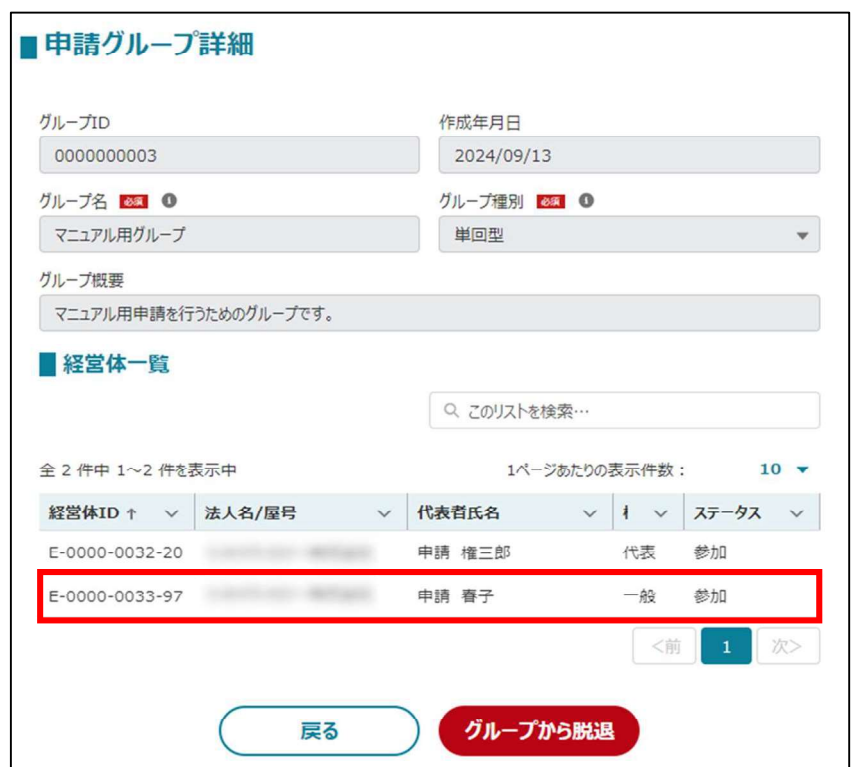 申請グループ詳細
グループID 作成年月日
0000000003 2024/09/13
グループ名 必須 グループ種別 必須
マニュアル用グループ 単回型
グループ概要
マニュアル用申請を行うためのグループです。
経営体一覧
このリストを検索…
全 2 件中 1～2 件を表示中 1ページあたりの表示件数： 10
経営体ID ↑ 法人名/屋号 代表者氏名 ステータス
E-0000-0032-20 申請 権三郎 代表 参加
E-0000-0033-97 申請 春子 一般 参加
<前 1 次>
戻る グループから脱退